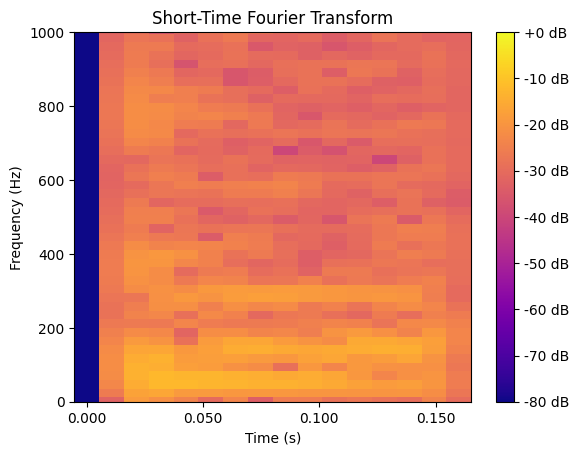 Short-Time Fourier Transform
Frequency (Hz)
1000
800
600
400
200
0
0.000 0.050 0.100 0.150
Time (s)
+0 dB
-10 dB
-20 dB
-30 dB
-40 dB
-50 dB
-60 dB
-70 dB
-80 dB